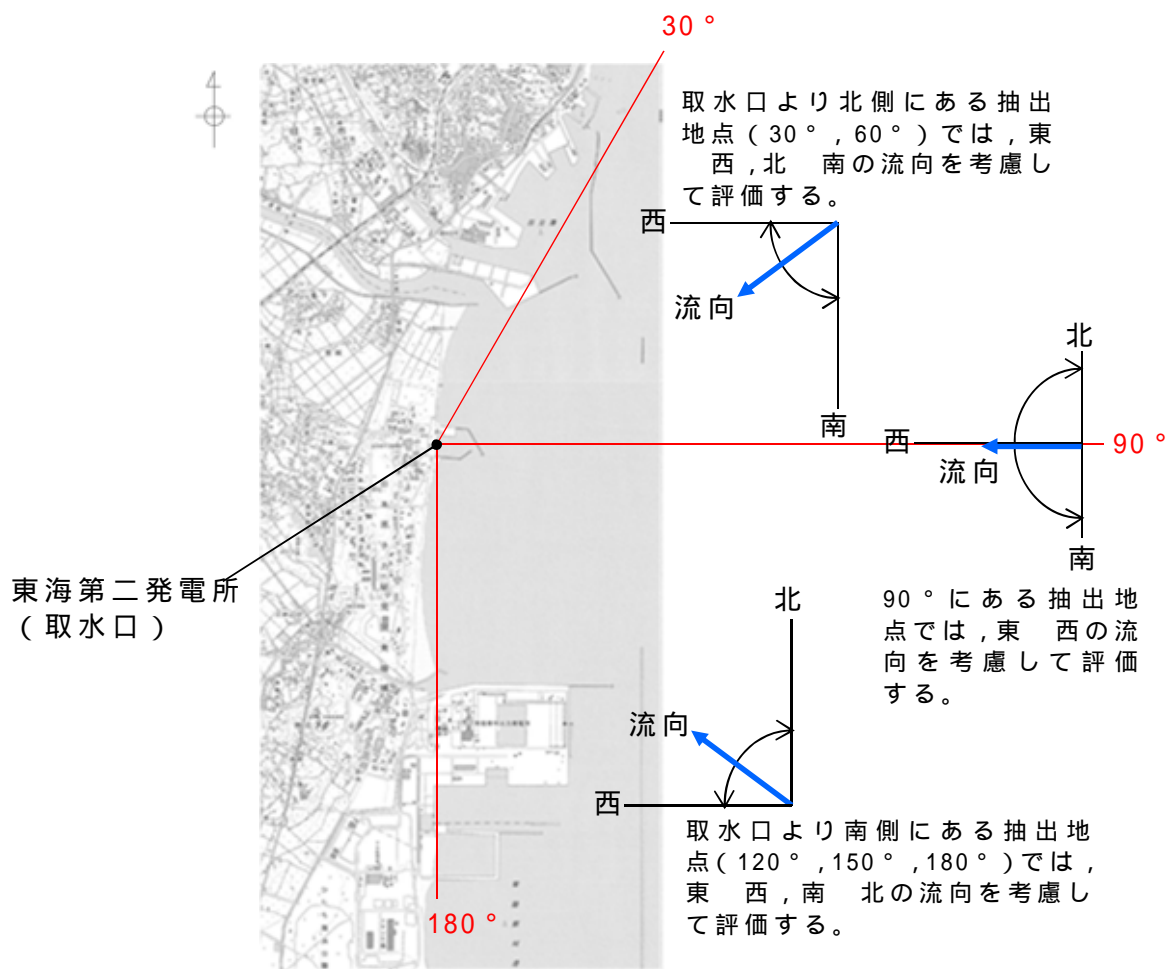 30°
取水口より北側にある抽出
地点(30°,60°)では,東
西,北　南の流向を考慮し
て評価する。
西
流向
南
北
西
流向
90°
南
東海第二発電所
(取水口)
90°にある抽出地
点では,東　西の流
向を考慮して評価
する。
北
流向
西
取水口より南側にある抽出地
点(120°,150°,180°)では,
東　西,南　北の流向を考慮し
て評価する。
180°